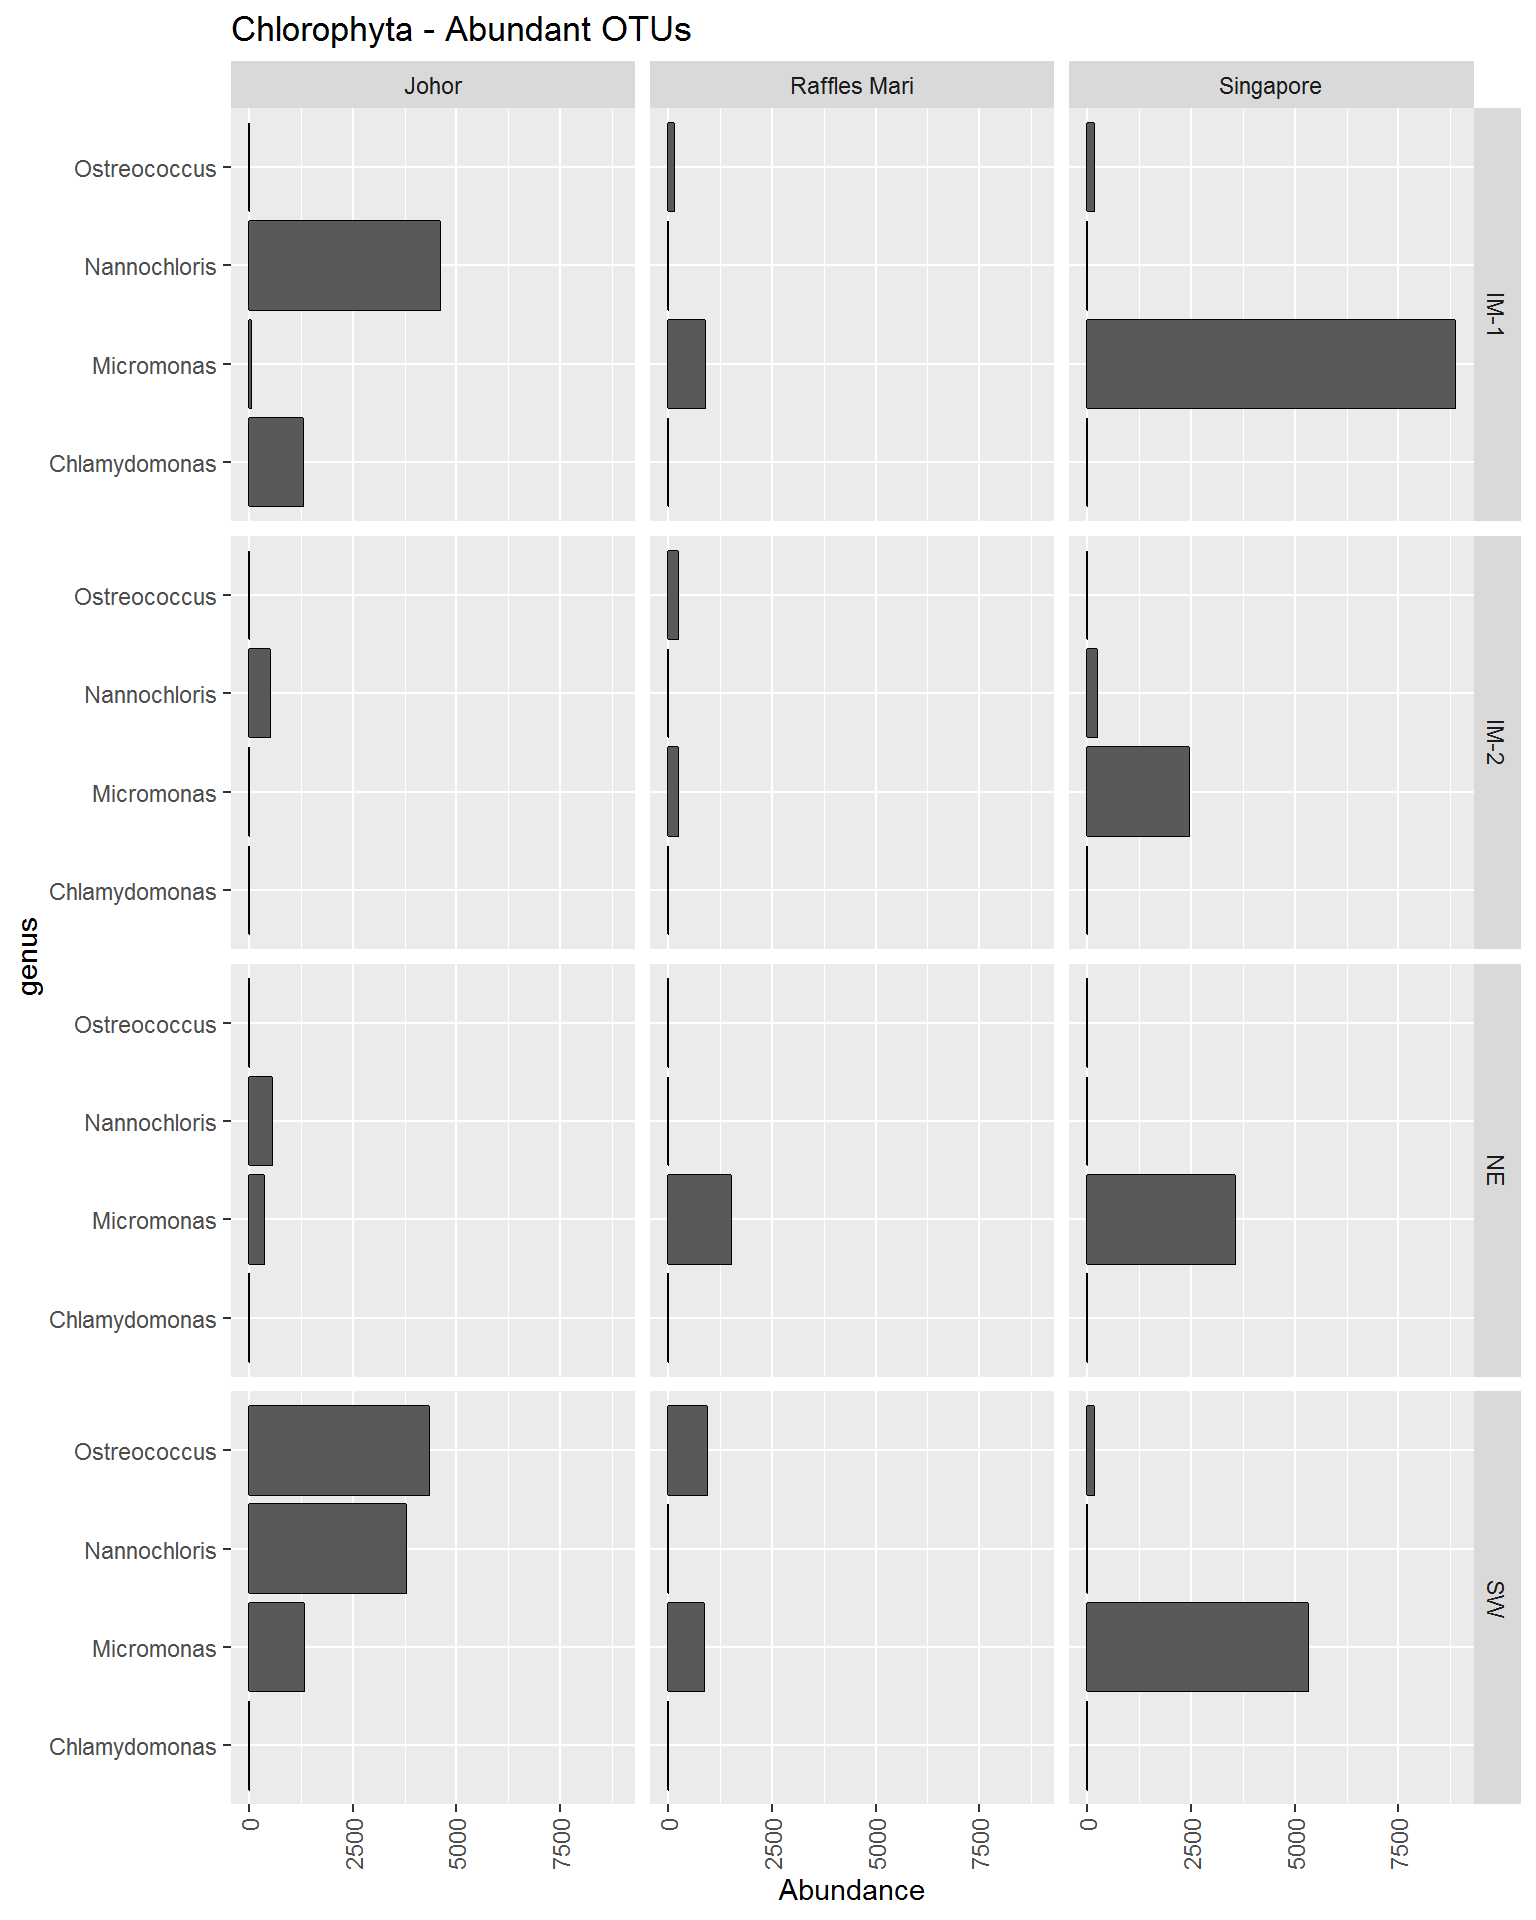 Chlorophyta - Abundant OTUs
Johor
Raffles Mari
Singapore
Ostreococcus
Nannochloris
Micromonas
Chlamydomonas
IM-1
Ostreococcus
Nannochloris
Micromonas
Chlamydomonas
IM-2
Ostreococcus
Nannochloris
Micromonas
Chlamydomonas
NE
Ostreococcus
Nannochloris
Micromonas
Chlamydomonas
SW
genus
0
2500
5000
7500
0
2500
5000
7500
0
2500
5000
7500
Abundance